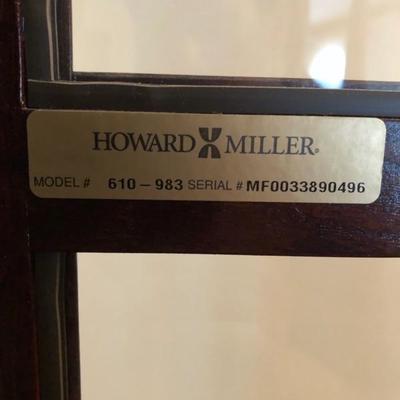 HOWARD MILLER®
MODEL # 610-983 SERIAL # MF0033890496